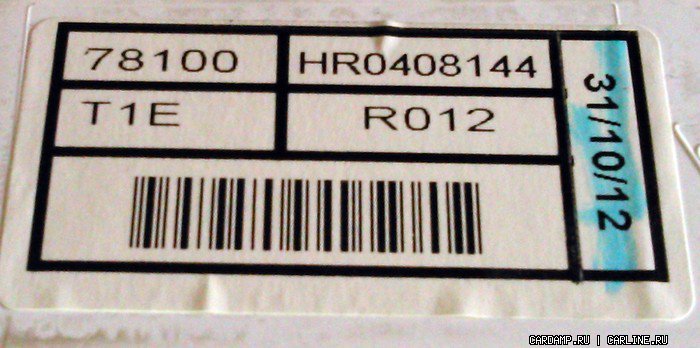 78100 HR0408144
T1E R012
31/10/12
CARDAMP.RU | CARLINE.RU